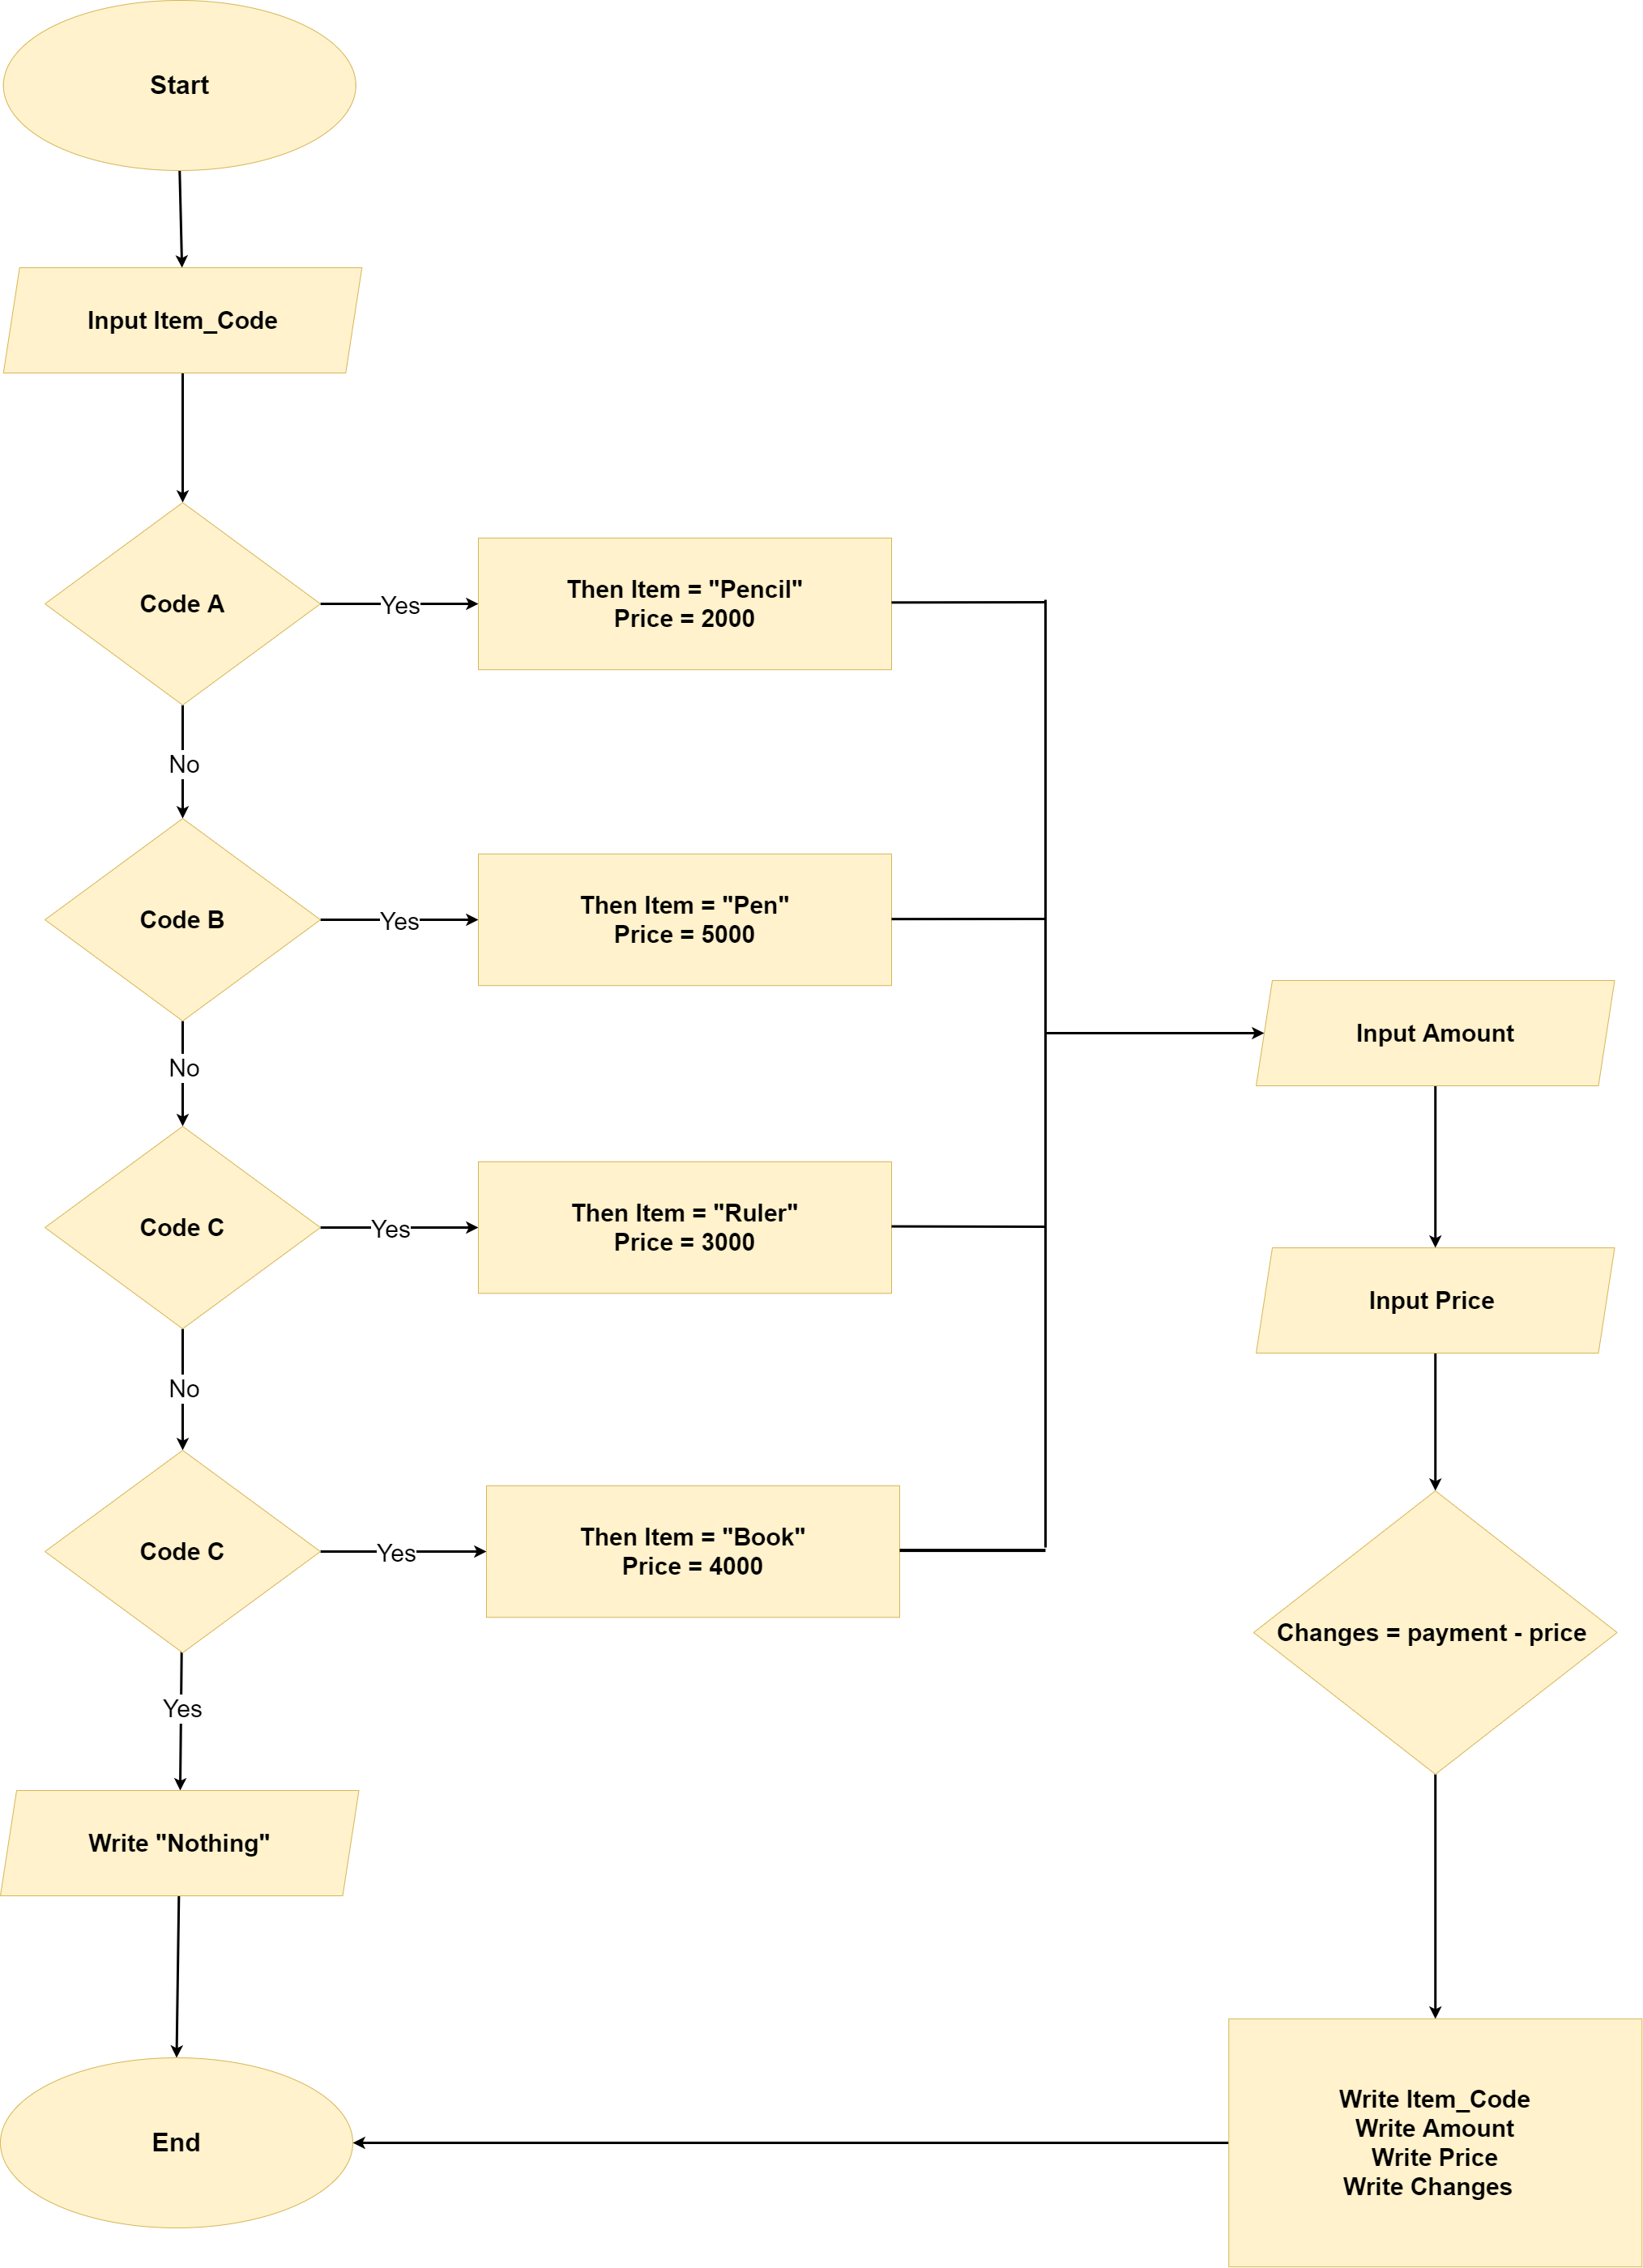 Start
Input Item_Code
Code A
Yes
Then Item = "Pencil"
Price = 2000
No
Code B
Yes
Then Item = "Pen"
Price = 5000
No
Code C
Yes
Then Item = "Ruler"
Price = 3000
No
Code C
Yes
Then Item = "Book"
Price = 4000
Yes
Write "Nothing"
Input Amount
Input Price
Changes = payment - price
Write Item_Code
Write Amount
Write Price
Write Changes
End